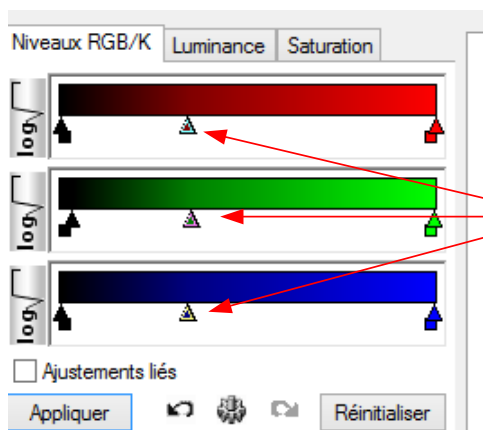 Niveaux RGB/K Luminance Saturation
log
log
log
Ajustements liés
Appliquer Réinitialiser